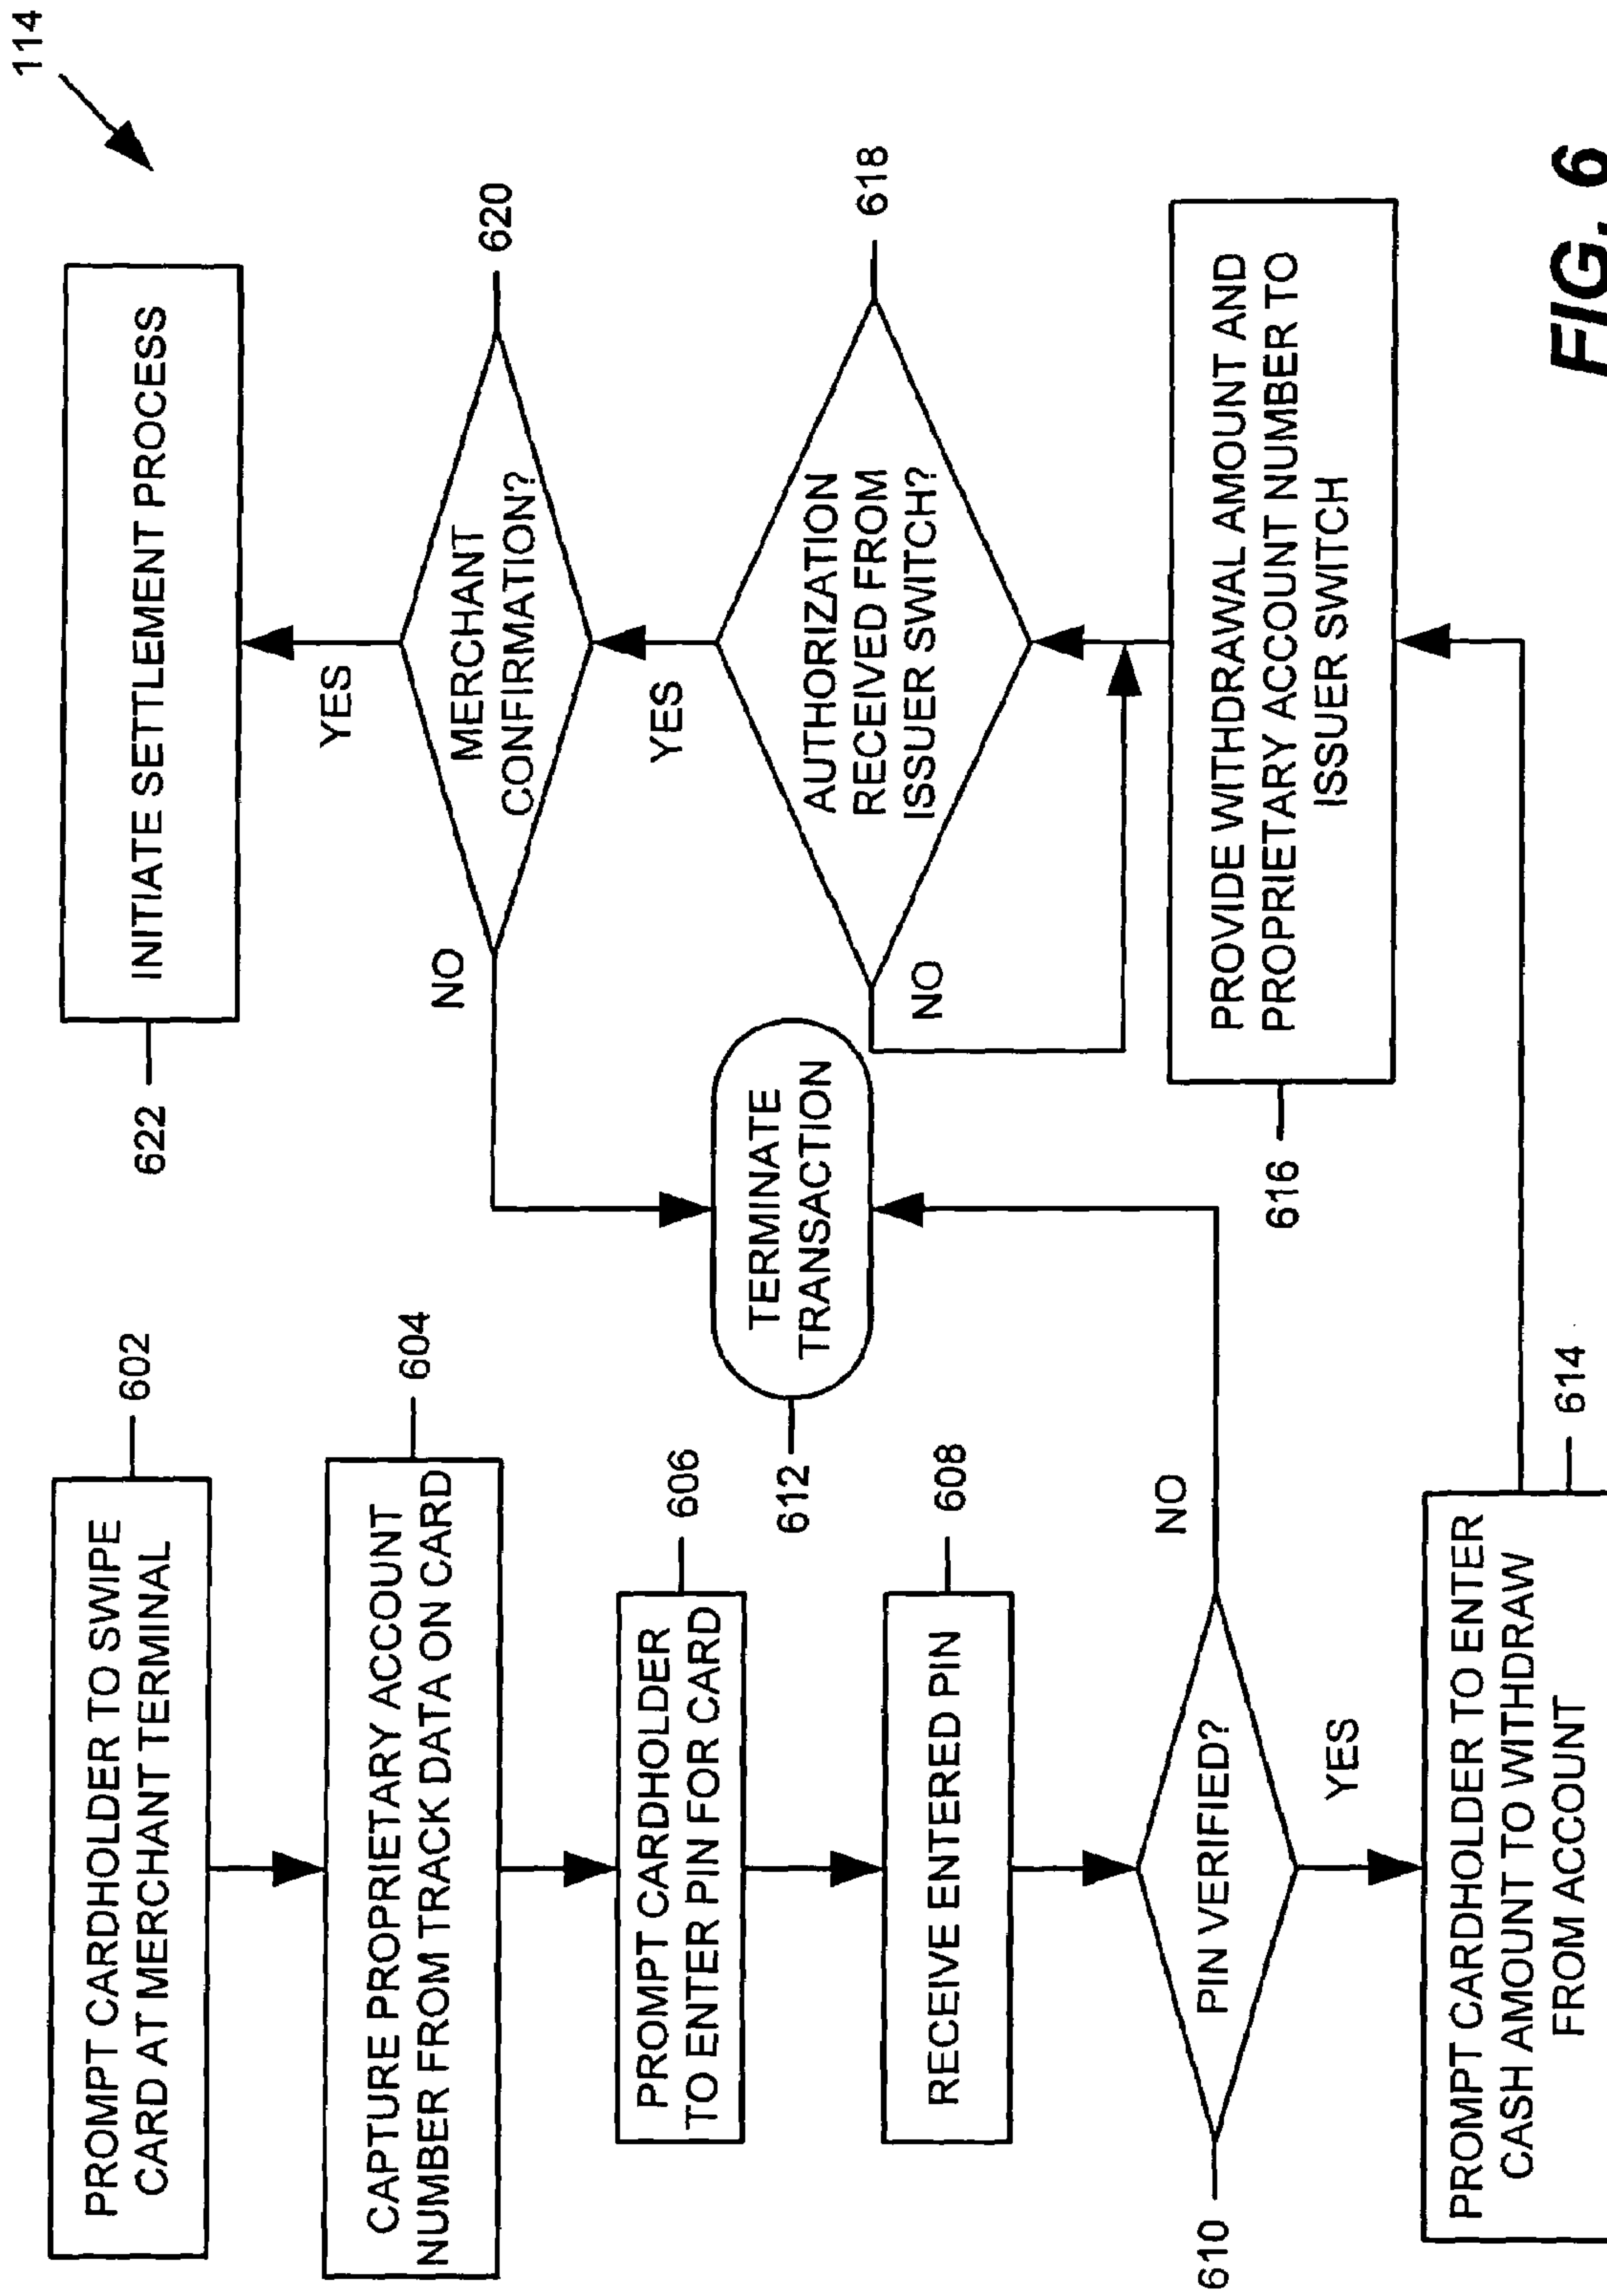 114
PROMPT CARDHOLDER TO SWIPE
CARD AT MERCHANT TERMINAL
602
CAPTURE PROPRIETARY ACCOUNT
NUMBER FROM TRACK DATA ON CARD
604
PROMPT CARDHOLDER
TO ENTER PIN FOR CARD
606
RECEIVE ENTERED PIN
608
PIN VERIFIED?
610
NO
YES
TERMINATE
TRANSACTION
612
PROMPT CARDHOLDER TO ENTER
CASH AMOUNT TO WITHDRAW
FROM ACCOUNT
614
PROVIDE WITHDRAWAL AMOUNT AND
PROPRIETARY ACCOUNT NUMBER TO
ISSUER SWITCH
616
AUTHORIZATION
RECEIVED FROM
ISSUER SWITCH?
618
NO
YES
MERCHANT
CONFIRMATION?
620
NO
YES
INITIATE SETTLEMENT PROCESS
622
FIG. 6